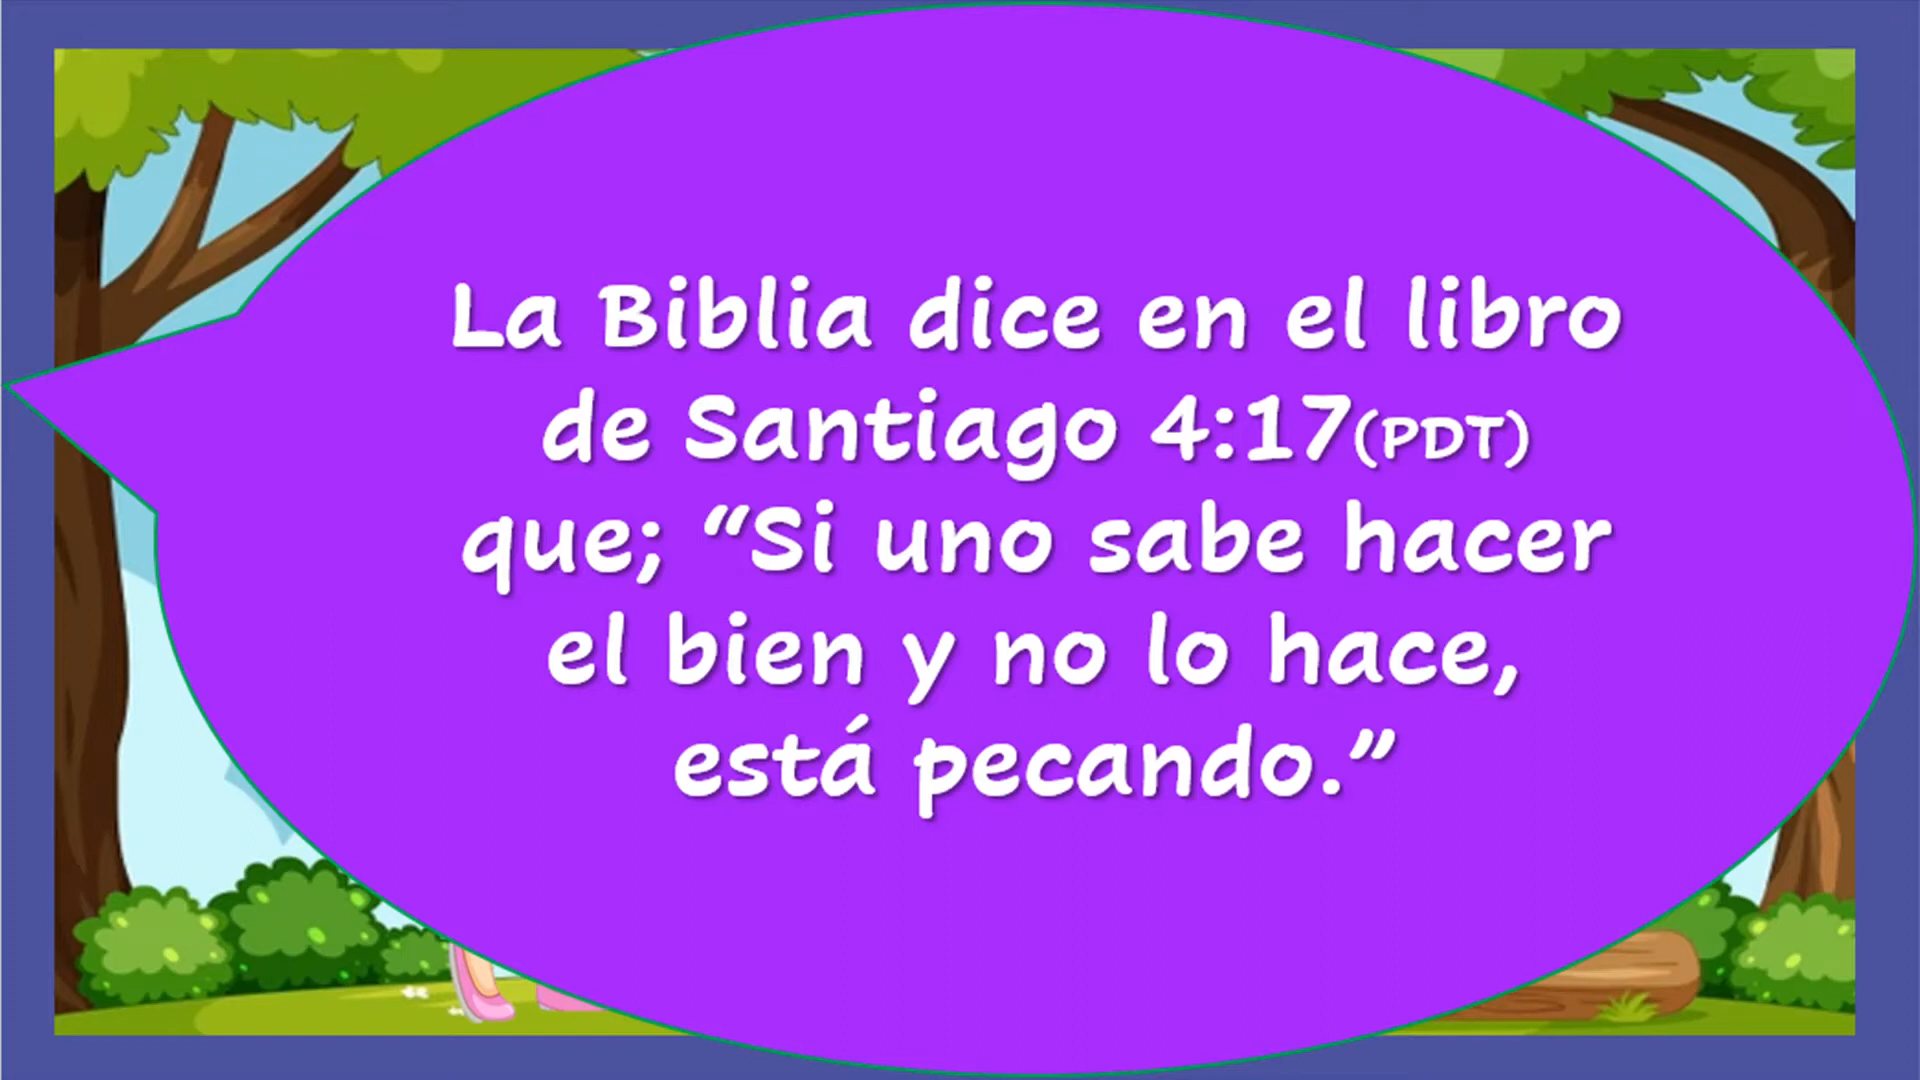 La Biblia dice en el libro
de Santiago 4:17(PDT)
que; “Si uno sabe hacer
el bien y no lo hace,
está pecando.”